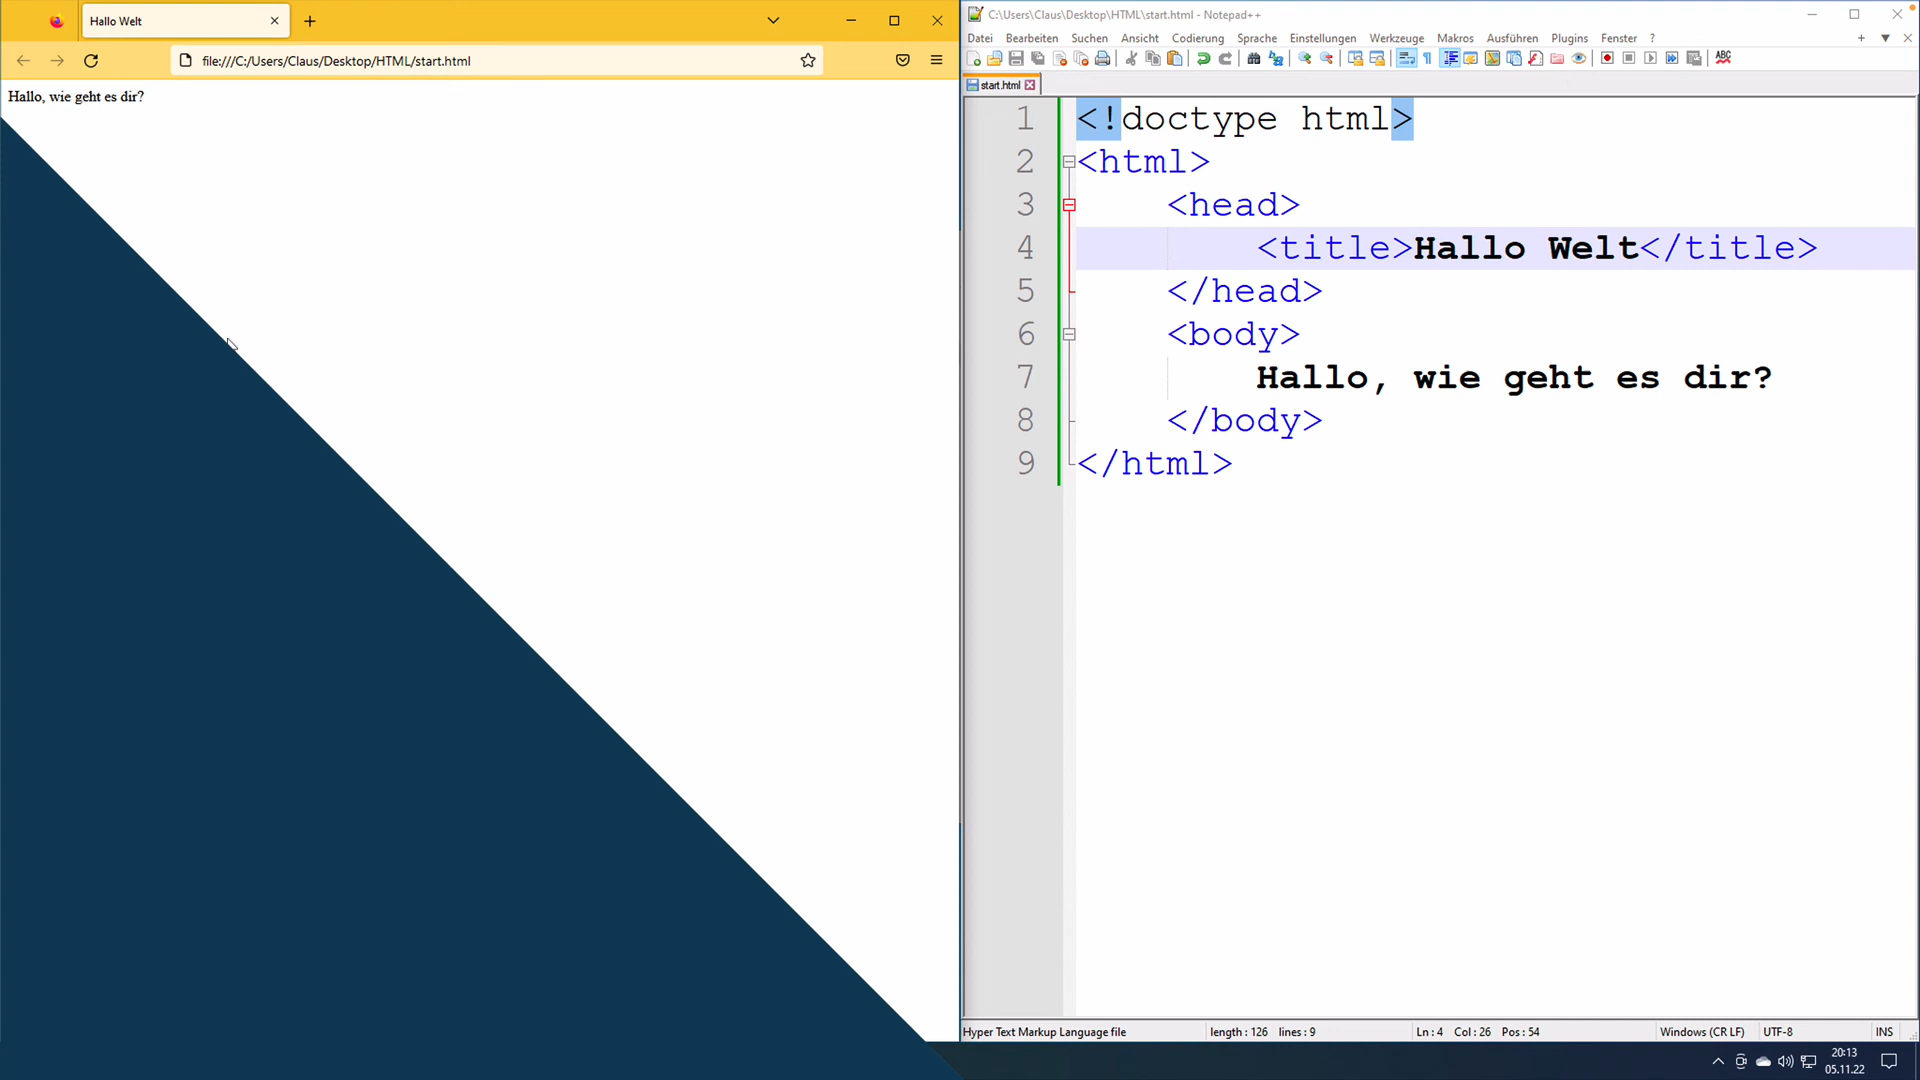 Hallo Welt
file:///C:/Users/Claus/Desktop/HTML/start.html
Hallo, wie geht es dir?
C:\Users\Claus\Desktop\HTML\start.html - Notepad++
Datei Bearbeiten Suchen Ansicht Codierung Sprache Einstellungen Werkzeuge Makros Ausführen Plugins Fenster ?
ABC
start.html
1 <!doctype html>
2 <html>
3 <head>
4 <title>Hallo Welt</title>
5 </head>
6 <body>
7 Hallo, wie geht es dir?
8 </body>
9 </html>
Hyper Text Markup Language file length : 126 lines : 9 Ln : 4 Col : 26 Pos : 54 Windows (CR LF) UTF-8 INS
20:13
05.11.22